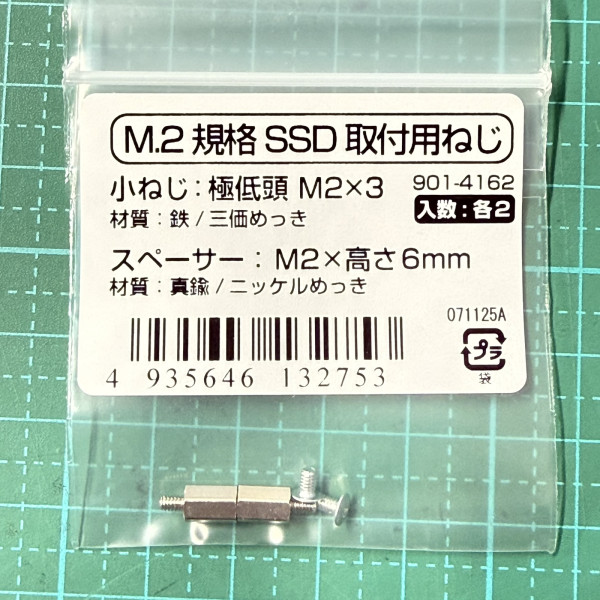 M.2 規格 SSD 取付用ねじ
小ねじ：極低頭 M2×3 901-4162
材質：鉄/三価めっき 入数：各2
スペーサー：M2×高さ6mm
材質：真鍮/ニッケルめっき
071125A
プラ
袋
4 935646 132753